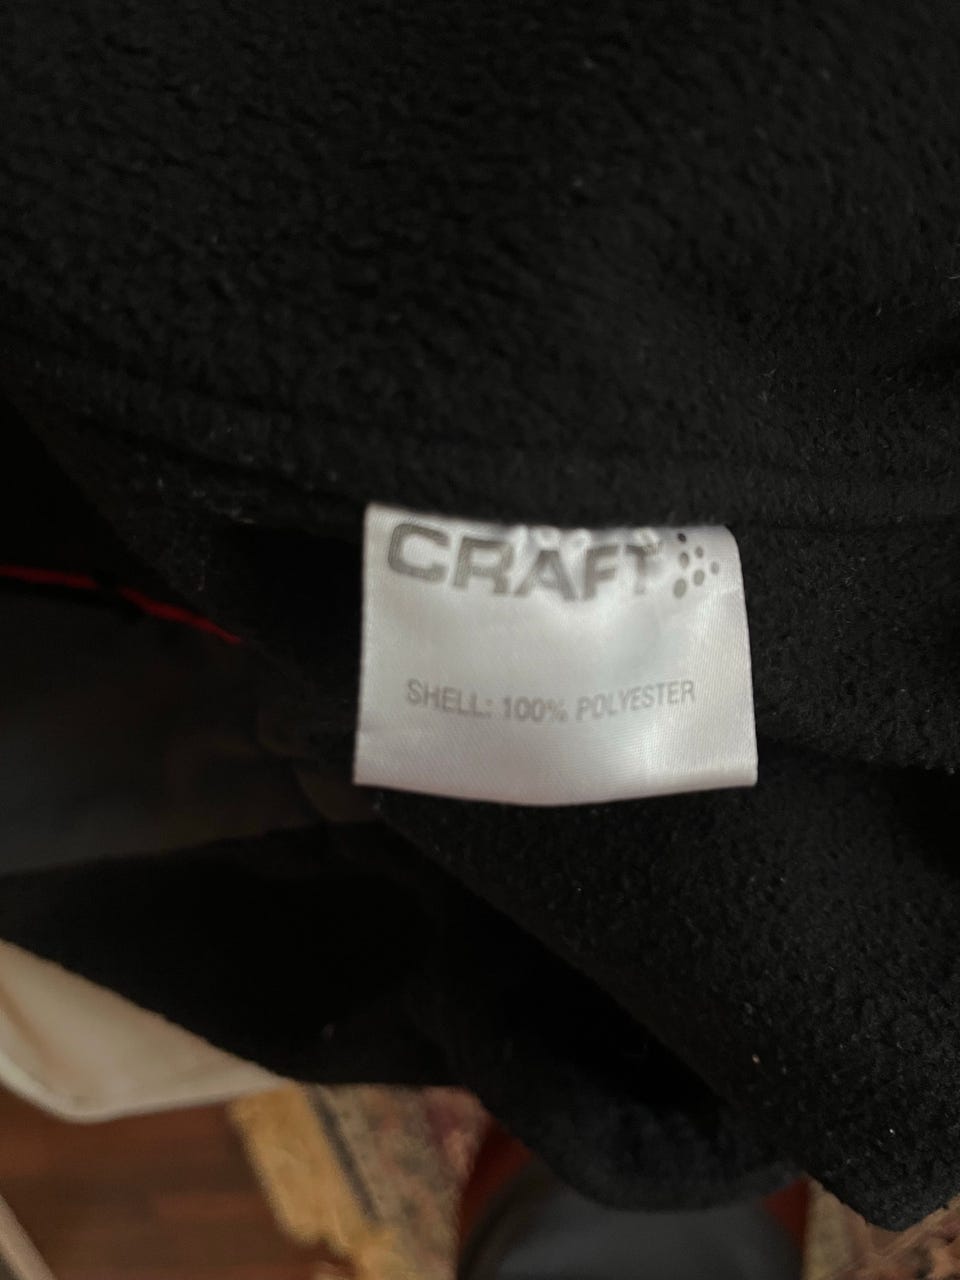 CRAFT
SHELL: 100% POLYESTER